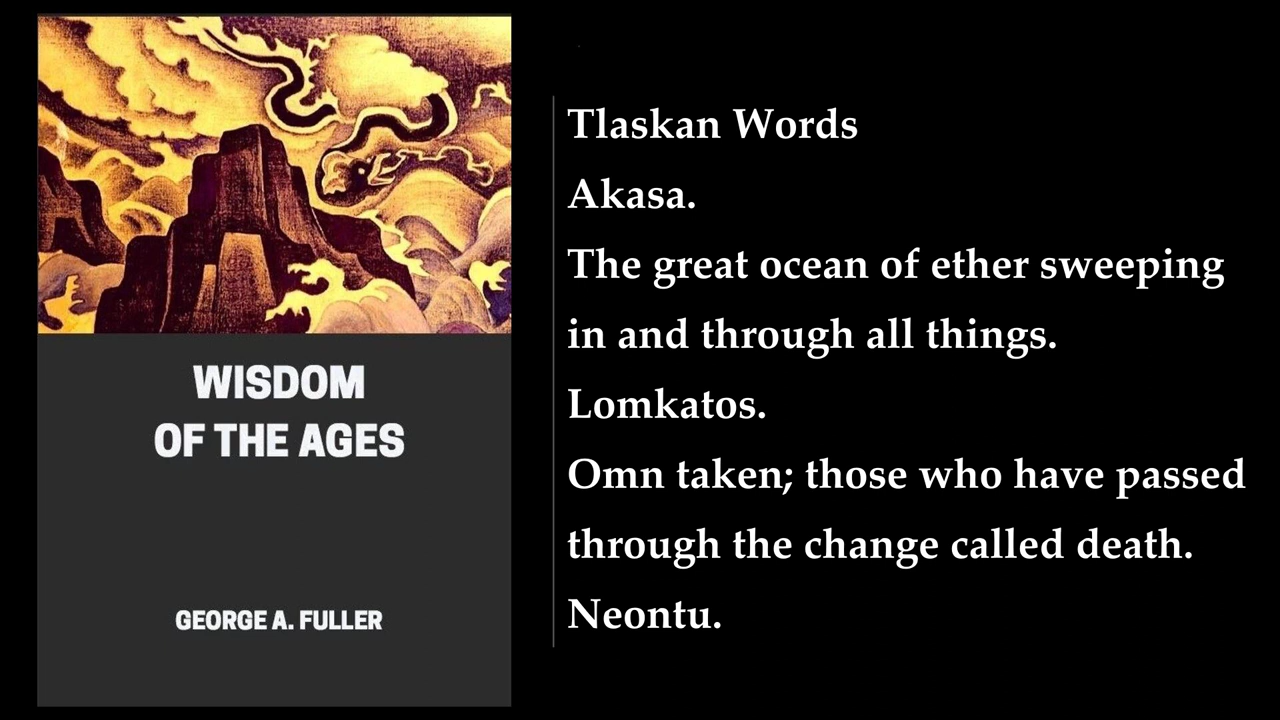 WISDOM
OF THE AGES
GEORGE A. FULLER
Tlaskan Words
Akasa.
The great ocean of ether sweeping
in and through all things.
Lomkatos.
Omn taken; those who have passed
through the change called death.
Neontu.